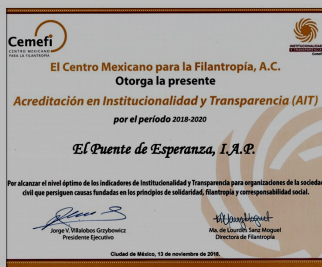 Cemefi
CENTRO MEXICANO
PARA LA FILANTROPÍA
INSTITUCIONALIDAD
Y TRANSPARENCIA
Cemefi
El Centro Mexicano para la Filantropía, A.C.
Otorga la presente
Acreditación en Institucionalidad y Transparencia (AIT)
por el período 2018-2020
El Puente de Esperanza, I.A.P.
Por alcanzar el nivel óptimo de los indicadores de Institucionalidad y Transparencia para organizaciones de la sociedad
civil que persiguen causas fundadas en los principios de solidaridad, filantropía y corresponsabilidad social.
Jorge V. Villalobos Grzybowicz
Presidente Ejecutivo
Ma. de Lourdes Sanz Moguel
Directora de Filantropía
Ciudad de México, 13 de noviembre de 2018.